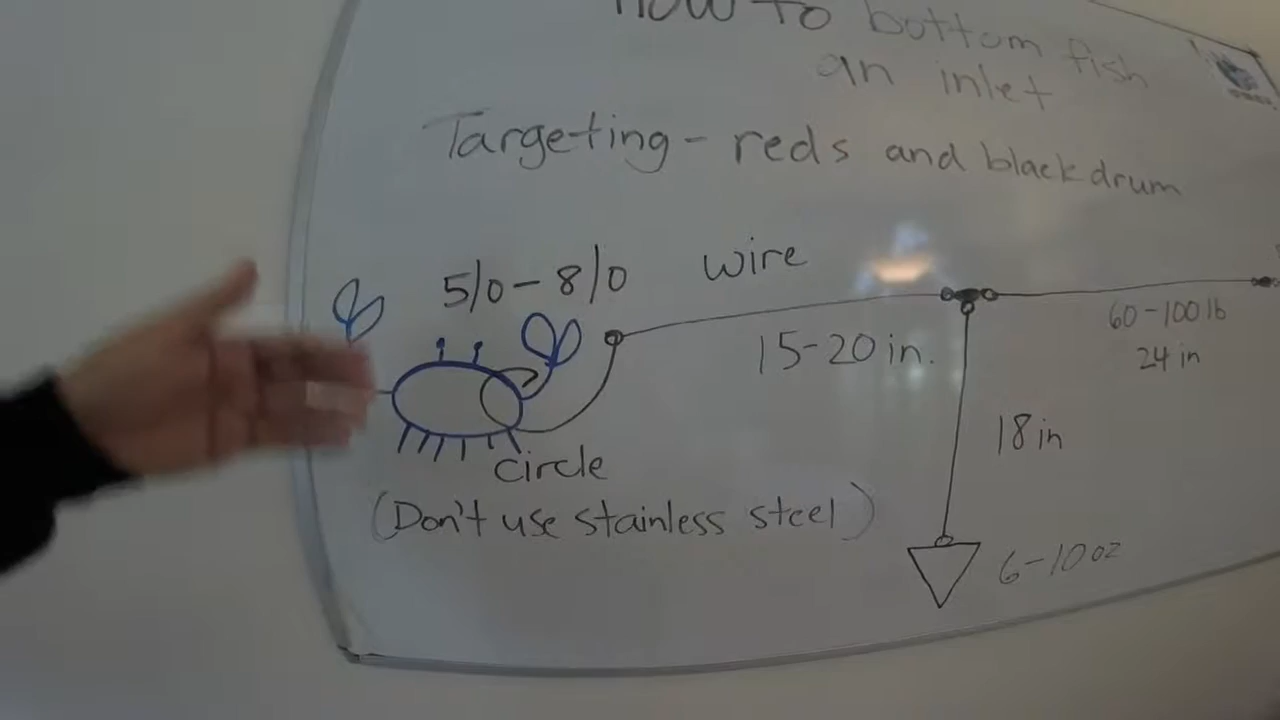 How To bottom fish
an inlet
Targeting - reds and black drum
5/0 - 8/0
wire
15-20 in.
60-100 lb
24 in
18 in
circle
(Don't use stainless steel)
6-10 oz